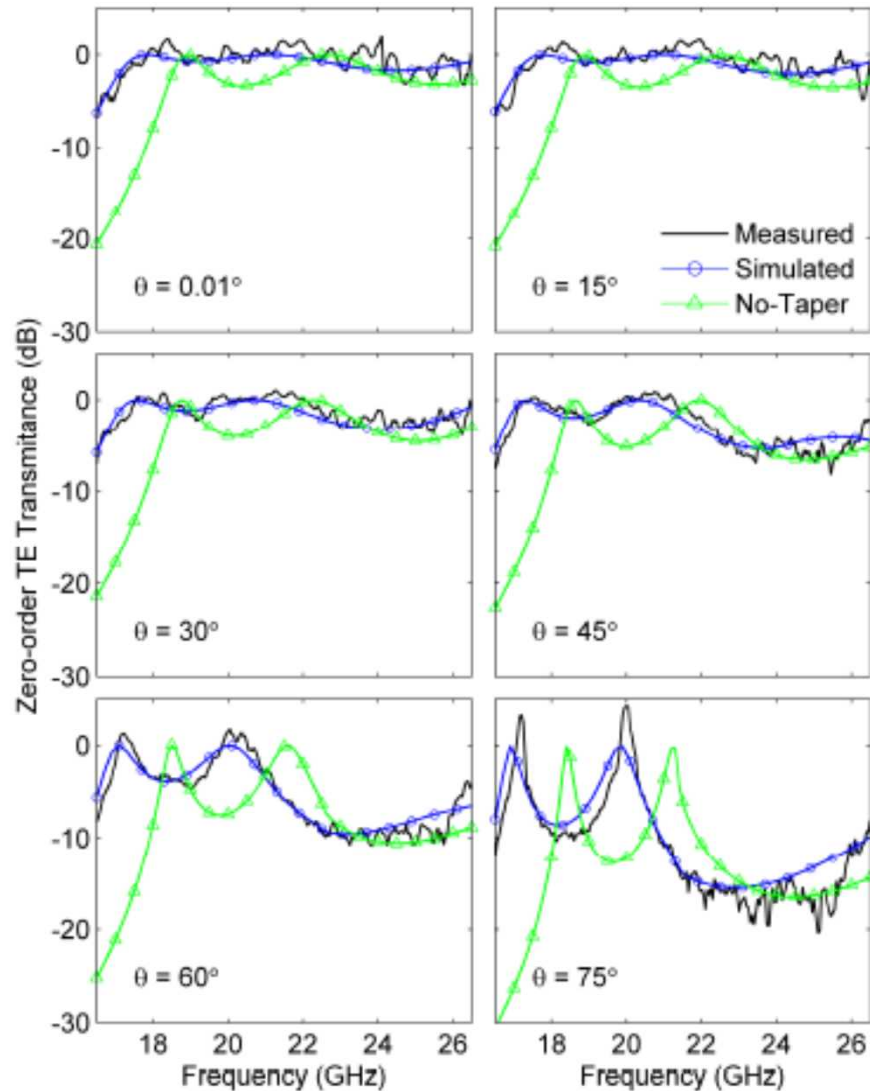 Zero-order TE Transmitance (dB)
0
-10
-20
-30
θ = 0.01°
θ = 15°
Measured
Simulated
No-Taper
0
-10
-20
-30
θ = 30°
θ = 45°
0
-10
-20
-30
θ = 60°
θ = 75°
18 20 22 24 26
18 20 22 24 26
Frequency (GHz)
Frequency (GHz)